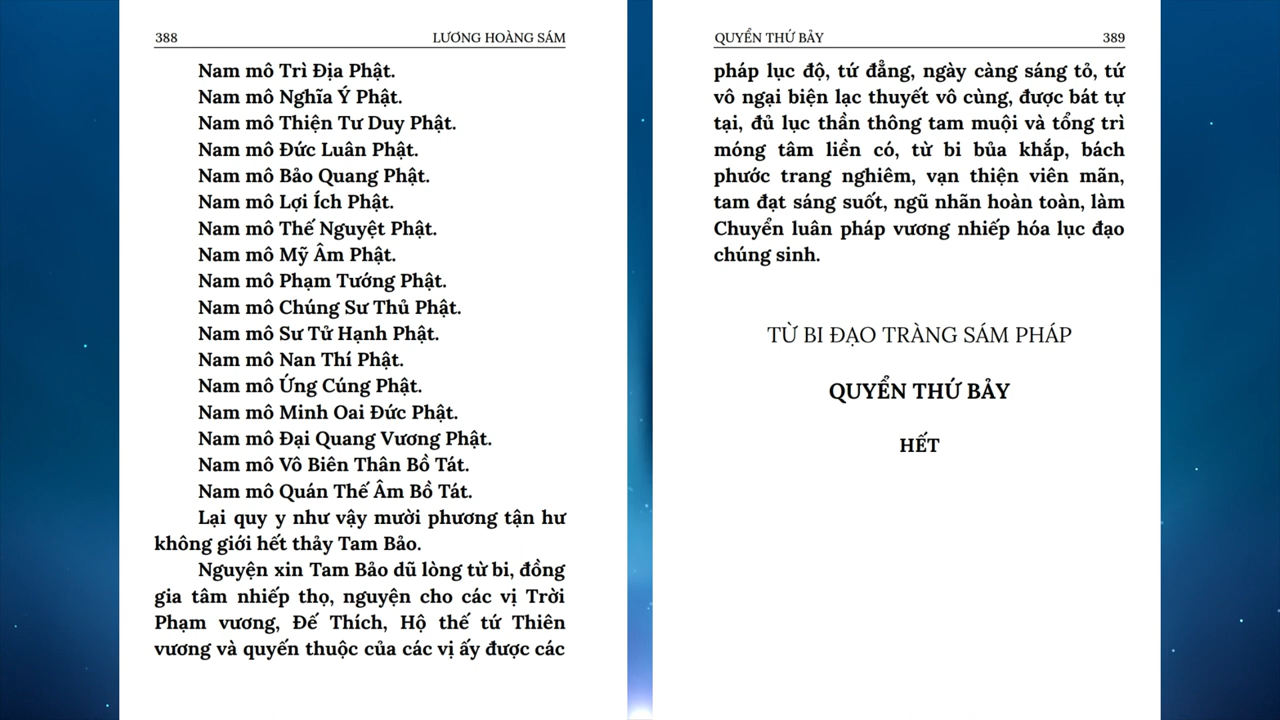 388 LƯƠNG HOÀNG SÁM
Nam mô Trì Địa Phật.
Nam mô Nghĩa Ý Phật.
Nam mô Thiện Tư Duy Phật.
Nam mô Đức Luân Phật.
Nam mô Bảo Quang Phật.
Nam mô Lợi Ích Phật.
Nam mô Thế Nguyệt Phật.
Nam mô Mỹ Âm Phật.
Nam mô Phạm Tướng Phật.
Nam mô Chúng Sư Thủ Phật.
Nam mô Sư Tử Hạnh Phật.
Nam mô Nan Thí Phật.
Nam mô Ứng Cúng Phật.
Nam mô Minh Oai Đức Phật.
Nam mô Đại Quang Vương Phật.
Nam mô Vô Biên Thân Bồ Tát.
Nam mô Quán Thế Âm Bồ Tát.
Lại quy y như vậy mười phương tận hư
không giới hết thảy Tam Bảo.
Nguyện xin Tam Bảo dũ lòng từ bi, đồng
gia tâm nhiếp thọ, nguyện cho các vị Trời
Phạm vương, Đế Thích, Hộ thế tứ Thiên
vương và quyến thuộc của các vị ấy được các
QUYỂN THỨ BẢY 389
pháp lục độ, tứ đẳng, ngày càng sáng tỏ, tứ
vô ngại biện lạc thuyết vô cùng, được bát tự
tại, đủ lục thần thông tam muội và tổng trì
móng tâm liền có, từ bi bủa khắp, bách
phước trang nghiêm, vạn thiện viên mãn,
tam đạt sáng suốt, ngũ nhãn hoàn toàn, làm
Chuyển luân pháp vương nhiếp hóa lục đạo
chúng sinh.
TỪ BI ĐẠO TRÀNG SÁM PHÁP
QUYỂN THỨ BẢY
HẾT